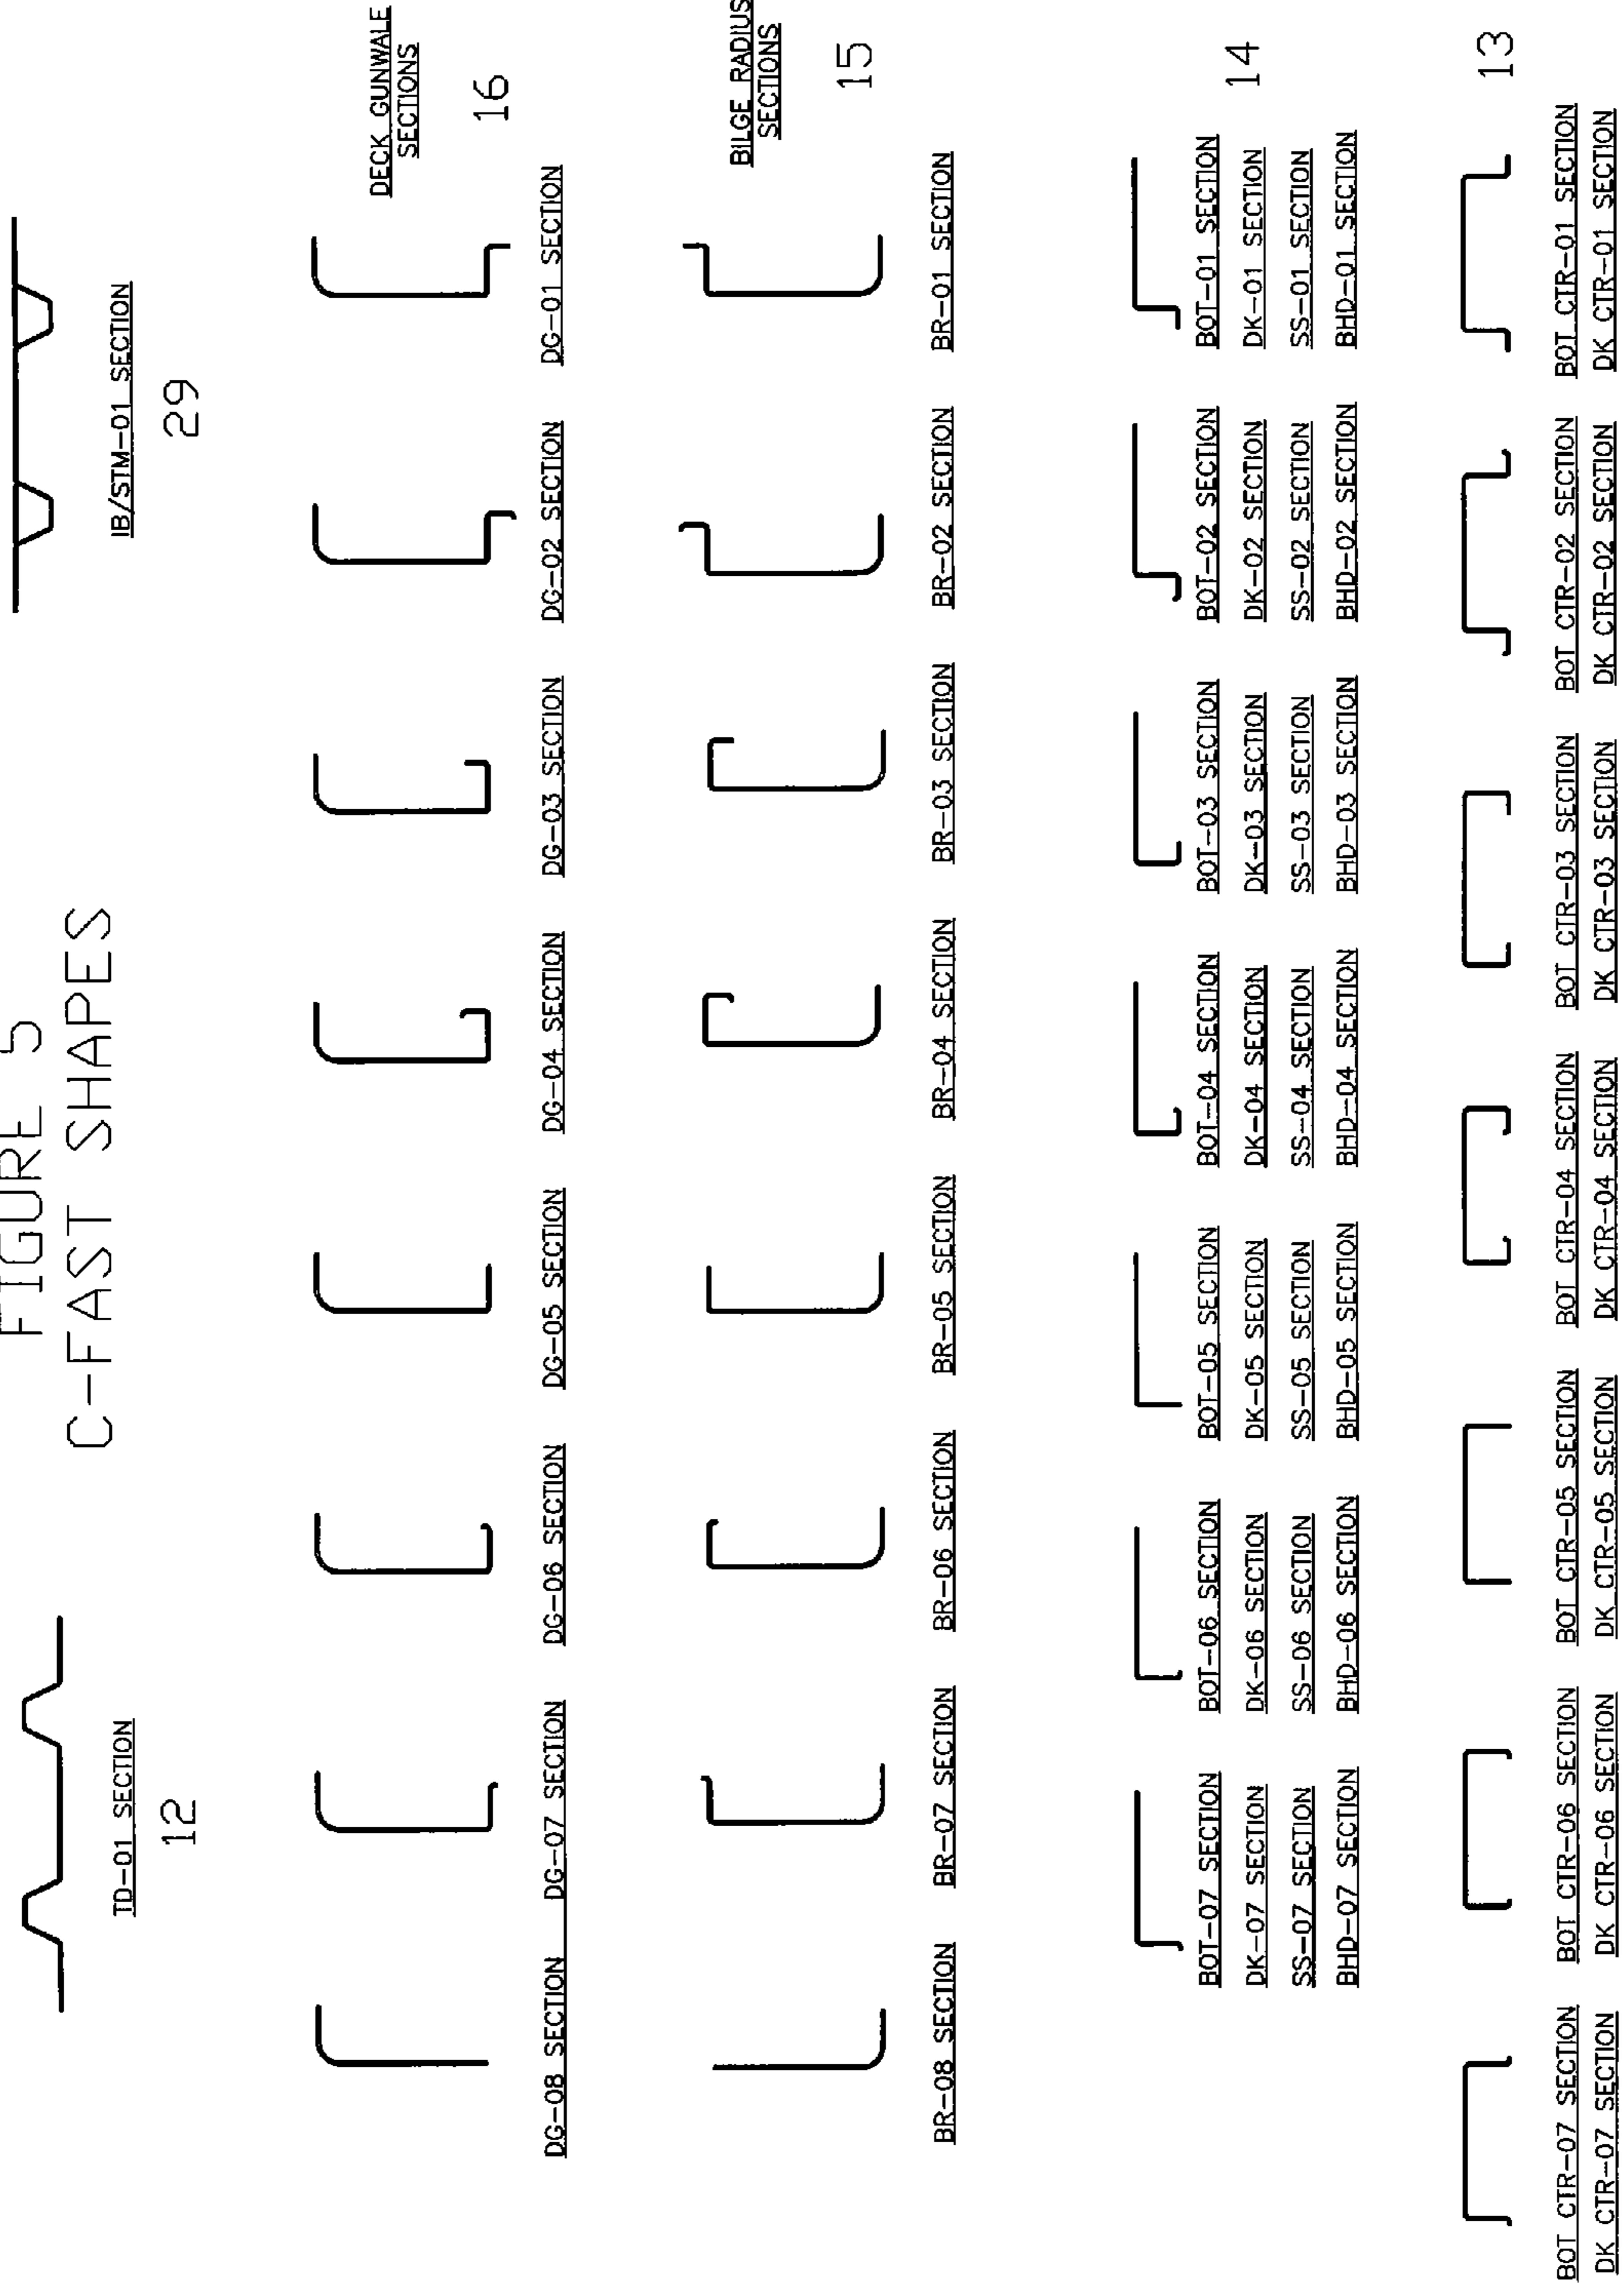 FIGURE 5
C-FAST SHAPES
TD-01 SECTION
12
IB/STM-01 SECTION
29
DECK GUNWALE
SECTIONS
16
DG-08 SECTION DG-07 SECTION DG-06 SECTION DG-05 SECTION DG-04 SECTION DG-03 SECTION DG-02 SECTION DG-01 SECTION
BILGE RADIUS
SECTIONS
15
BR-08 SECTION BR-07 SECTION BR-06 SECTION BR-05 SECTION BR-04 SECTION BR-03 SECTION BR-02 SECTION BR-01 SECTION
BOT-07 SECTION BOT-06 SECTION BOT-05 SECTION BOT-04 SECTION BOT-03 SECTION BOT-02 SECTION BOT-01 SECTION
14
DK-07 SECTION DK-06 SECTION DK-05 SECTION DK-04 SECTION DK-03 SECTION DK-02 SECTION DK-01 SECTION
SS-07 SECTION SS-06 SECTION SS-05 SECTION SS-04 SECTION SS-03 SECTION SS-02 SECTION SS-01 SECTION
BHD-07 SECTION BHD-06 SECTION BHD-05 SECTION BHD-04 SECTION BHD-03 SECTION BHD-02 SECTION BHD-01 SECTION
13
BOT CTR-07 SECTION BOT CTR-06 SECTION BOT CTR-05 SECTION BOT CTR-04 SECTION BOT CTR-03 SECTION BOT CTR-02 SECTION BOT CTR-01 SECTION
DK CTR-07 SECTION DK CTR-06 SECTION DK CTR-05 SECTION DK CTR-04 SECTION DK CTR-03 SECTION DK CTR-02 SECTION DK CTR-01 SECTION